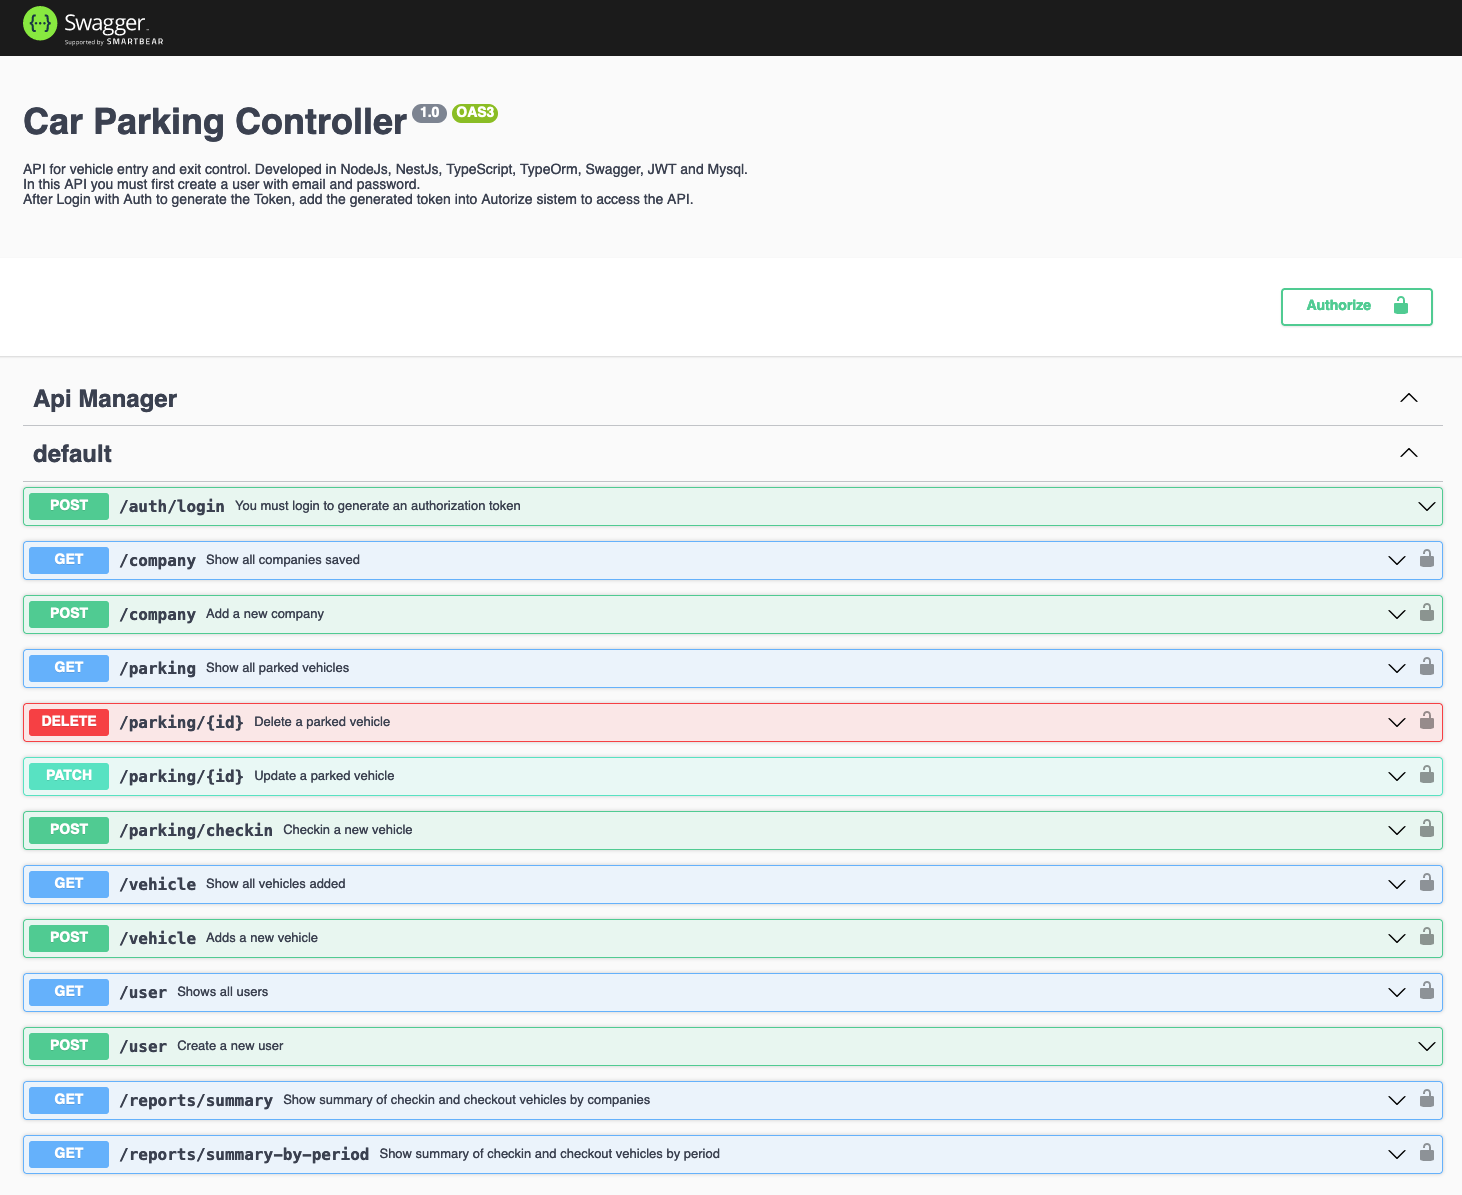 {···} Swagger
Supported by SMARTBEAR
Car Parking Controller 1.0 OAS3
API for vehicle entry and exit control. Developed in NodeJs, NestJs, TypeScript, TypeOrm, Swagger, JWT and Mysql.
In this API you must first create a user with email and password.
After Login with Auth to generate the Token, add the generated token into Autorize sistem to access the API.
Authorize
Api Manager
default
POST /auth/login You must login to generate an authorization token
GET /company Show all companies saved
POST /company Add a new company
GET /parking Show all parked vehicles
DELETE /parking/{id} Delete a parked vehicle
PATCH /parking/{id} Update a parked vehicle
POST /parking/checkin Checkin a new vehicle
GET /vehicle Show all vehicles added
POST /vehicle Adds a new vehicle
GET /user Shows all users
POST /user Create a new user
GET /reports/summary Show summary of checkin and checkout vehicles by companies
GET /reports/summary-by-period Show summary of checkin and checkout vehicles by period